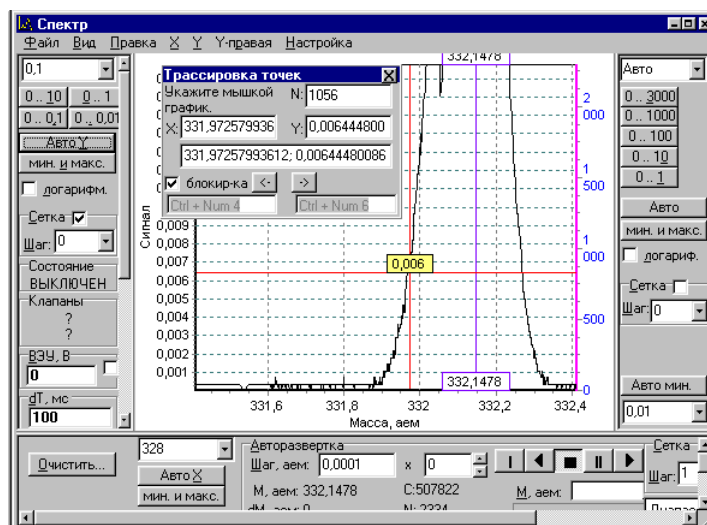 Спектр
Файл Вид Правка X Y Y-правая Настройка
0,1
0.. 10 0.. 1
0.. 0,1 0.. 0,01
Авто Y
мин. и макс.
логарифм.
Сетка
Шаг: 0
Состояние
ВЫКЛЮЧЕН
Клапаны
?
?
ВЭУ, В
0
dT, мс
100
Трассировка точек
Укажите мышкой график.
N: 1056
X: 331,972579936 Y: 0,006444800
331,97257993612; 0,00644480086
блокир-ка <- ->
Ctrl + Num 4 Ctrl + Num 6
332,1478
Сигнал
0,009
0,008
0,007
0,006
0,005
0,004
0,003
0,002
0,001
0,006
332,1478
331,6 331,8 332 332,2 332,4
Масса, аем
2
000
1
500
1
000
500
0
Авто
0 .. 3000
0 .. 1000
0 .. 100
0 .. 10
0 .. 1
Авто
мин. и макс.
логариф.
Сетка
Шаг: 0
Авто мин.
0,01
Очистить...
328
Авто X
мин. и макс.
Авторазвертка
Шаг, аем: 0,0001 x 0
М, аем: 332,1478 C:507822
dM, аем: 0 N: 2334
М, аем:
Сетка
Шаг: 1